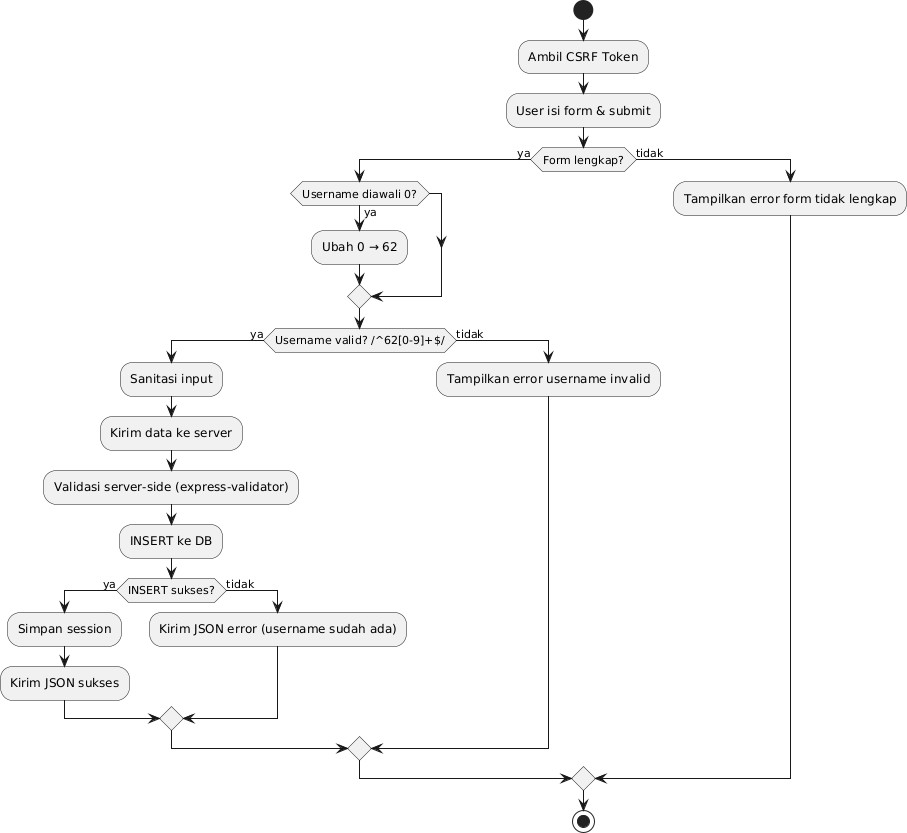 Ambil CSRF Token
User isi form & submit
Form lengkap?
ya
tidak
Username diawali 0?
ya
Ubah 0 → 62
Tampilkan error form tidak lengkap
Username valid? /^62[0-9]+$/
ya
tidak
Sanitasi input
Kirim data ke server
Validasi server-side (express-validator)
INSERT ke DB
INSERT sukses?
ya
tidak
Simpan session
Kirim JSON sukses
Kirim JSON error (username sudah ada)
Tampilkan error username invalid